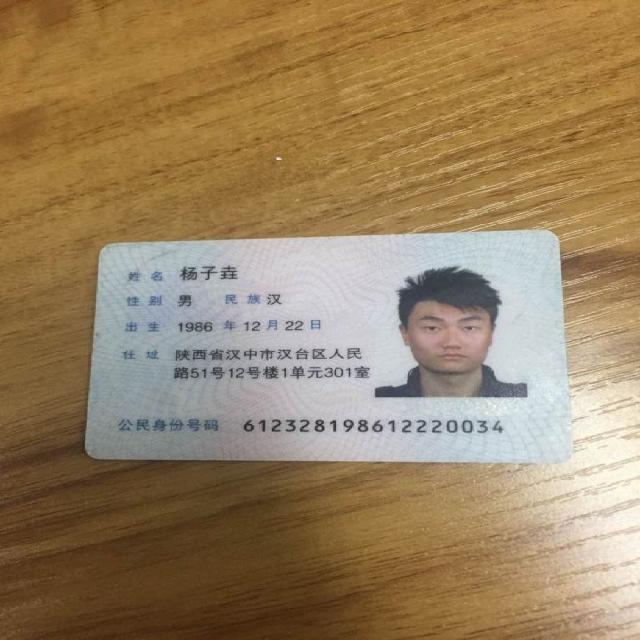 姓名 杨子垚
性别 男 民族 汉
出生 1986 年 12 月 22 日
住址 陕西省汉中市汉台区人民
路51号12号楼1单元301室
公民身份号码 612328198612220034